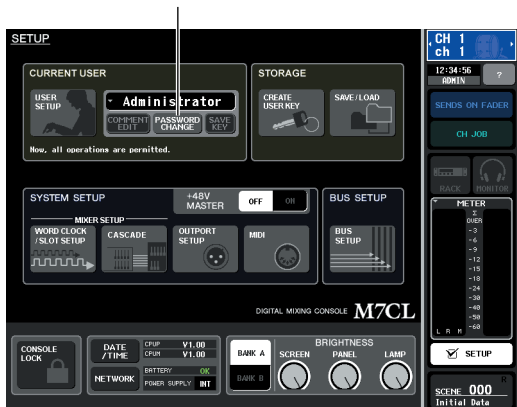 SETUP
CURRENT USER
USER
SETUP
Administrator
COMMENT
EDIT
PASSWORD
CHANGE
SAVE
KEY
Now, all operations are permitted.
STORAGE
CREATE
USER KEY
SAVE/LOAD
SYSTEM SETUP
+48V
MASTER
OFF
ON
MIXER SETUP
WORD CLOCK
/SLOT SETUP
CASCADE
OUTPORT
SETUP
MIDI
BUS SETUP
BUS
SETUP
DIGITAL MIXING CONSOLE M7CL
CONSOLE
LOCK
DATE
/TIME
CPUP V1.00
CPUM V1.00
NETWORK
BATTERY OK
POWER SUPPLY INT
BANK A
BANK B
BRIGHTNESS
SCREEN PANEL LAMP
CH 1
ch 1
12:34:56
ADMIN
?
SENDS ON FADER
CH JOB
RACK
MONITOR
METER
Σ
OVER
-3
-6
-9
-12
-15
-18
-24
-30
-40
-50
-60
L R M
SETUP
SCENE 000
R
Initial Data